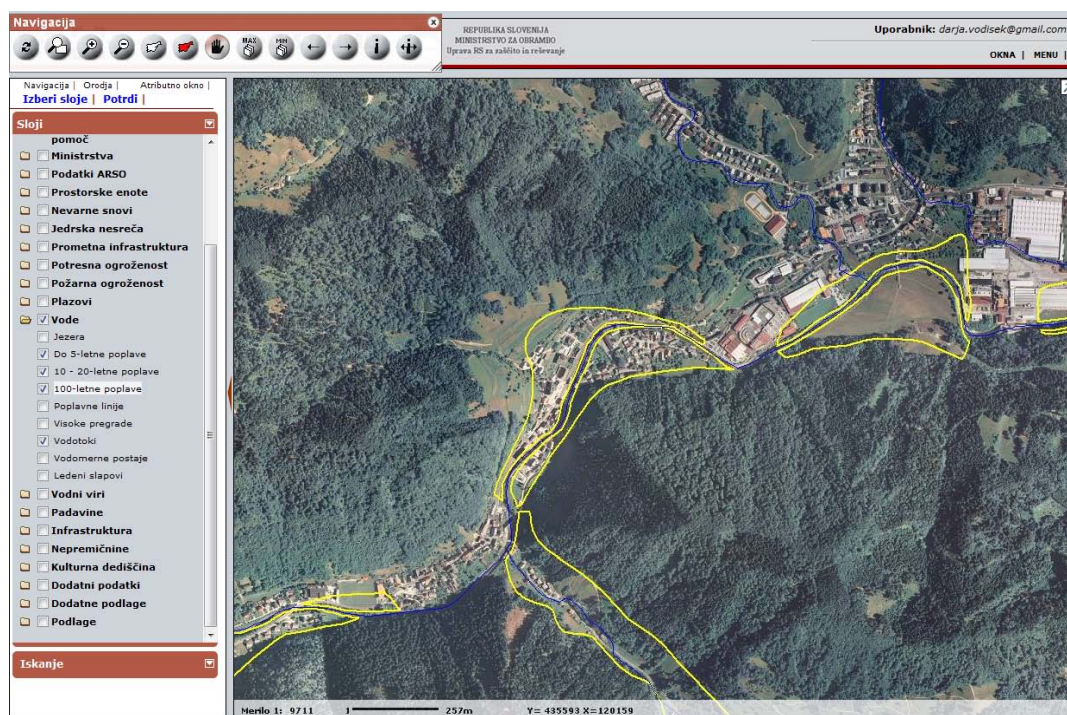 Navigacija
MAX
MIN
REPUBLIKA SLOVENIJA
MINISTRSTVO ZA OBRAMBO
Uprava RS za zaščito in reševanje
Uporabnik: darja.vodisek@gmail.com
OKNA | MENU |
Navigacija | Orodja | Atributno okno |
Izberi sloje | Potrdi |
Sloji
pomoč
Ministrstva
Podatki ARSO
Prostorske enote
Nevarne snovi
Jedrska nesreča
Prometna infrastruktura
Potresna ogroženost
Požarna ogroženost
Plazovi
Vode
Jezera
Do 5-letne poplave
10 - 20-letne poplave
100-letne poplave
Poplavne linije
Visoke pregrade
Vodotoki
Vodomerne postaje
Ledeni slapovi
Vodni viri
Padavine
Infrastruktura
Nepremičnine
Kulturna dediščina
Dodatni podatki
Dodatne podlage
Podlage
Iskanje
Merilo 1: 9711 257m Y= 435593 X=120159